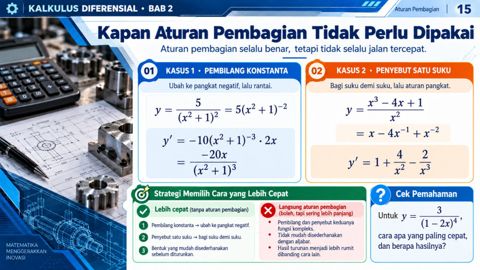 KALKULUS DIFERENSIAL • BAB 2
Aturan Pembagian
15
Kapan Aturan Pembagian Tidak Perlu Dipakai
Aturan pembagian selalu benar, tetapi tidak selalu jalan tercepat.
01 KASUS 1 • PEMBILANG KONSTANTA
Ubah ke pangkat negatif, lalu rantai.
y = 5/(x² + 1)² = 5(x² + 1)⁻²
y′ = −10(x² + 1)⁻³ · 2x
= −20x/(x² + 1)³
02 KASUS 2 • PENYEBUT SATU SUKU
Bagi suku demi suku, lalu aturan pangkat.
y = (x³ − 4x + 1)/x²
= x − 4x⁻¹ + x⁻²
y′ = 1 + 4/x² − 2/x³
Strategi Memilih Cara yang Lebih Cepat
Lebih cepat (tanpa aturan pembagian)
1 Pembilang konstanta → ubah ke pangkat negatif.
2 Penyebut satu suku → bagi suku demi suku.
3 Bentuk yang mudah disederhanakan
sebelum diturunkan.
Langsung aturan pembagian
(boleh, tapi sering lebih panjang)
• Pembilang dan penyebut keduanya
fungsi kompleks.
• Tidak mudah disederhanakan
dengan aljabar.
• Hasil turunan menjadi lebih rumit
dibanding cara lain.
? Cek Pemahaman
Untuk y = 3/(1 − 2x)⁴,
cara apa yang paling cepat,
dan berapa hasilnya?
MATEMATIKA
MENGGERAKKAN
INOVASI